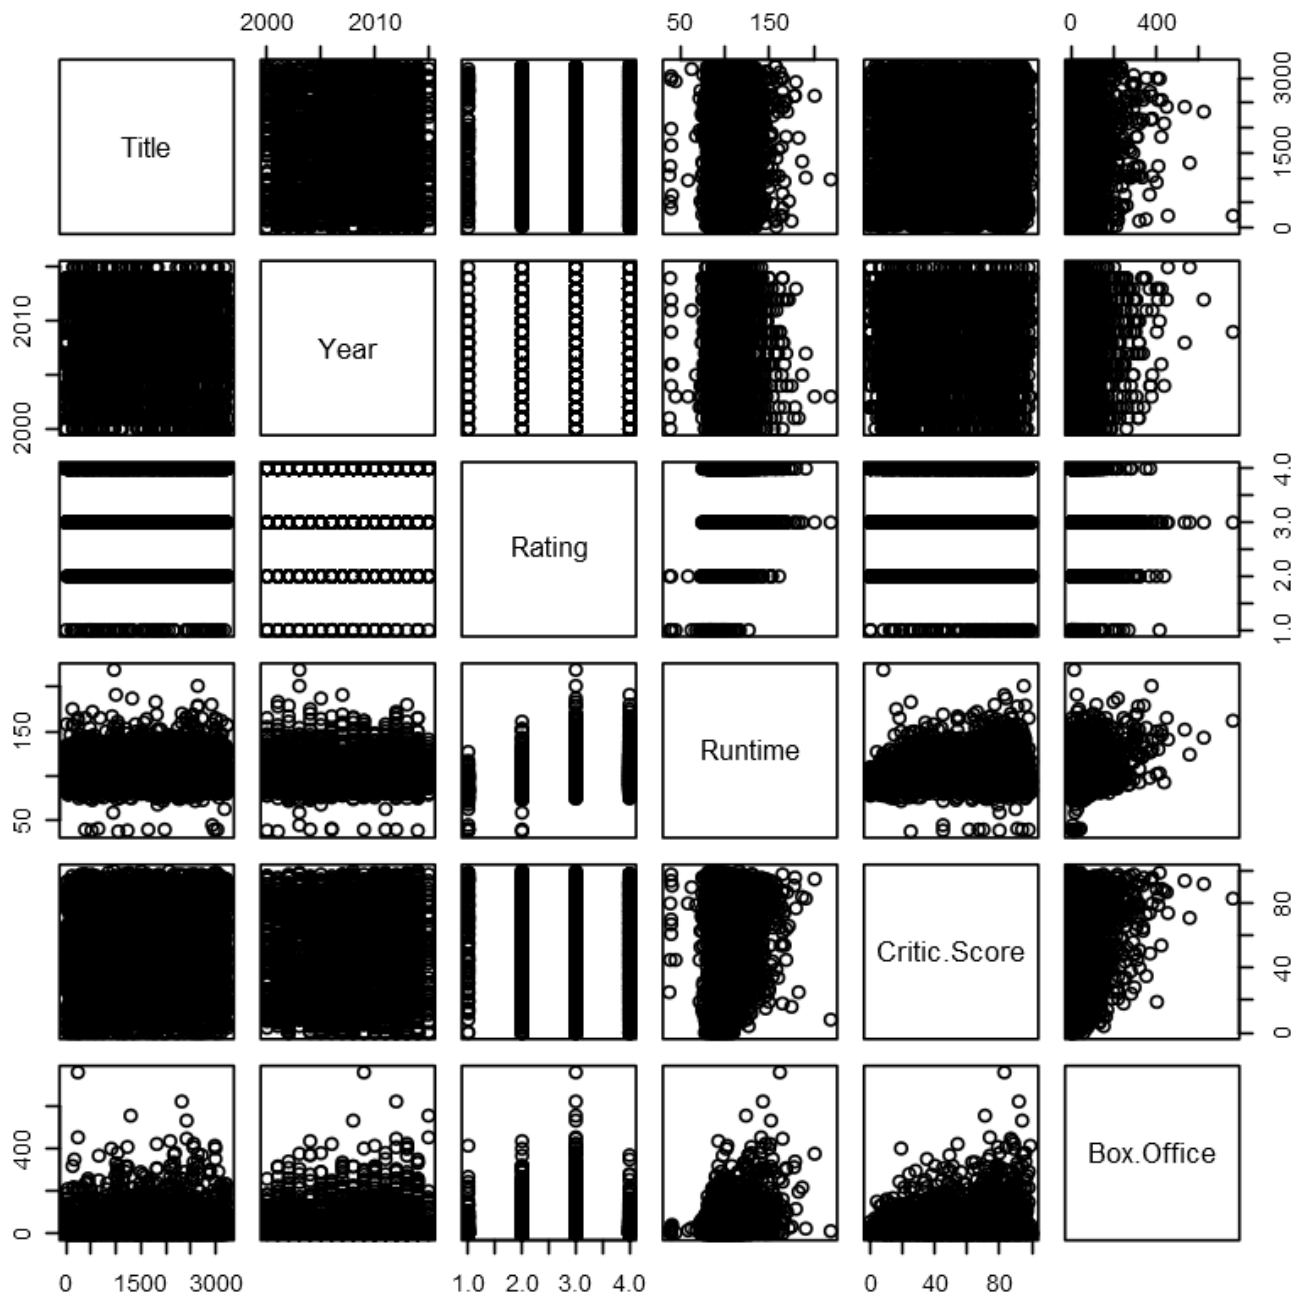 2000 2010 50 150 0 400
Title 0 1500 3000
2000 2010 Year
Rating 1.0 2.0 3.0 4.0
50 150 Runtime
Critic.Score 0 40 80
0 400 Box.Office
0 1500 3000 1.0 2.0 3.0 4.0 0 40 80